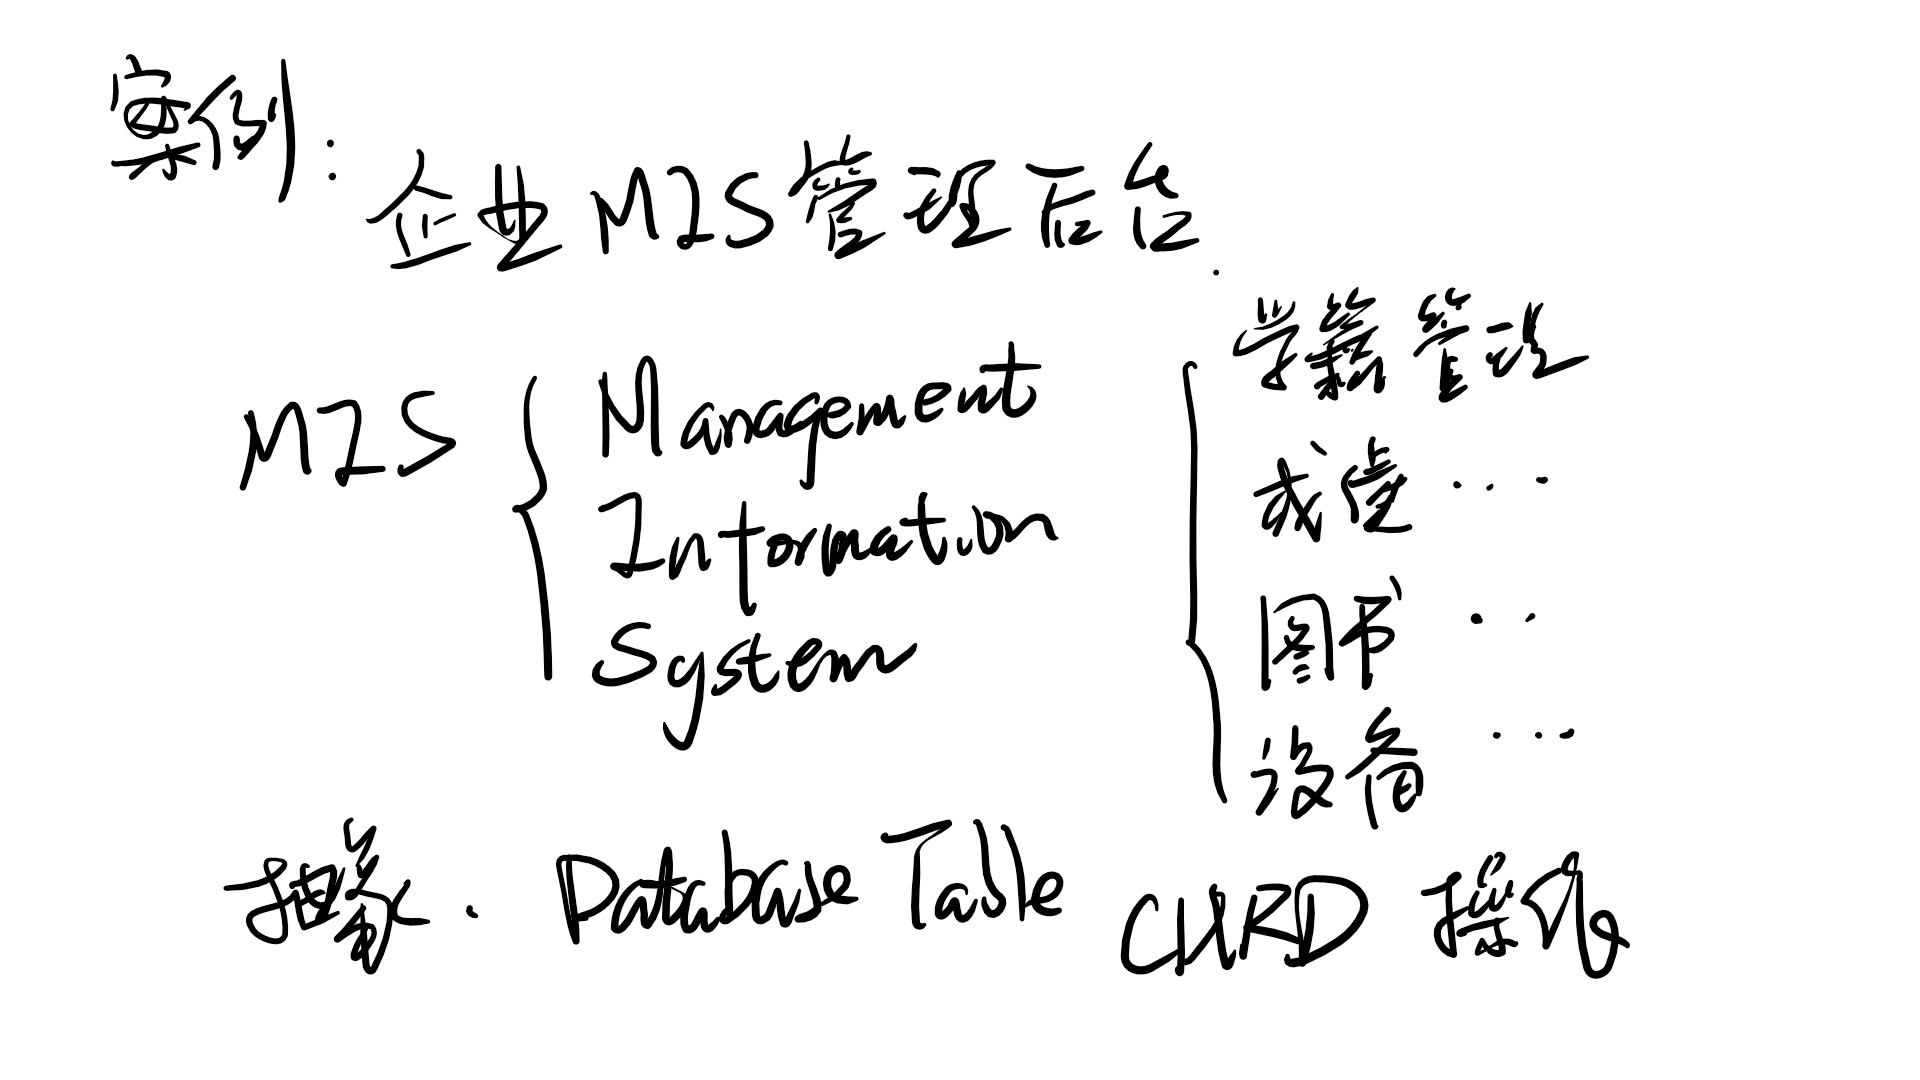 案例:
企业MIS管理后台.
MIS
Management
Information
System
学籍管理
成绩...
图书..
设备...
抽象. Database Table CURD 操作